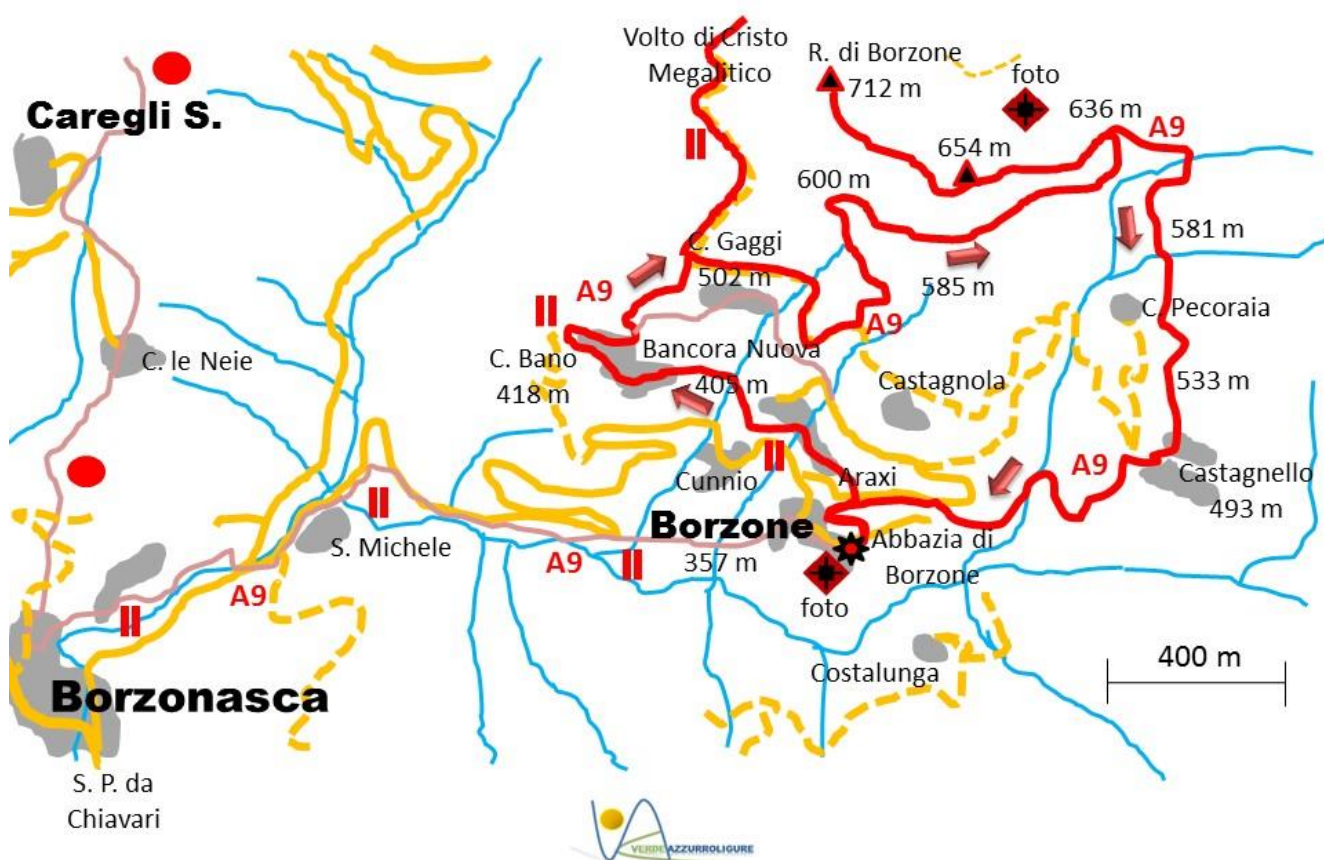 Volto di Cristo
Megalitico
R. di Borzone
712 m
foto
636 m
A9
Caregli S.
654 m
600 m
II
581 m
C. Gaggi
502 m
585 m
A9
II
A9
C. Pecoraia
C. le Neie
C. Bano
418 m
Bancora Nuova
405 m
Castagnola
533 m
II
Cunnio
Araxi
A9
Castagnello
493 m
II
S. Michele
Borzone
Abbazia di
Borzone
A9
II
357 m
foto
A9
II
Costalunga
400 m
Borzonasca
S. P. da
Chiavari
VERDEAZZURROLIGURE